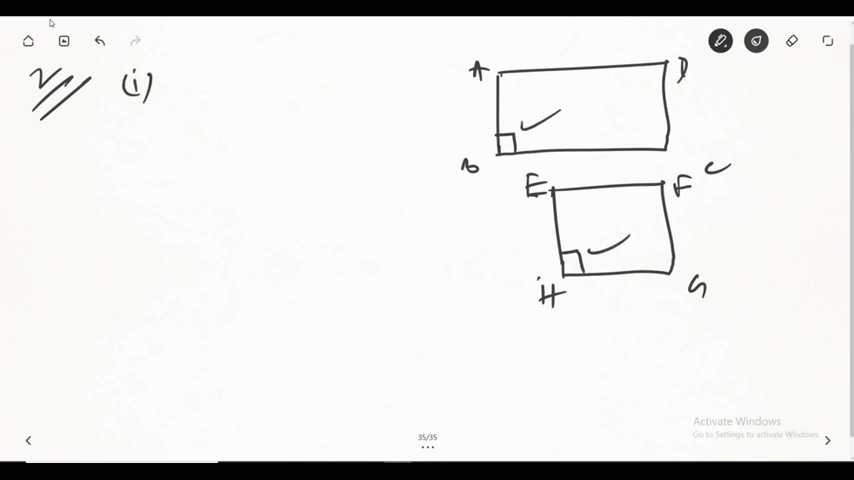 2 (i)
A D
B C
E F
H G
35/35
Activate Windows
Go to Settings to activate Windows.